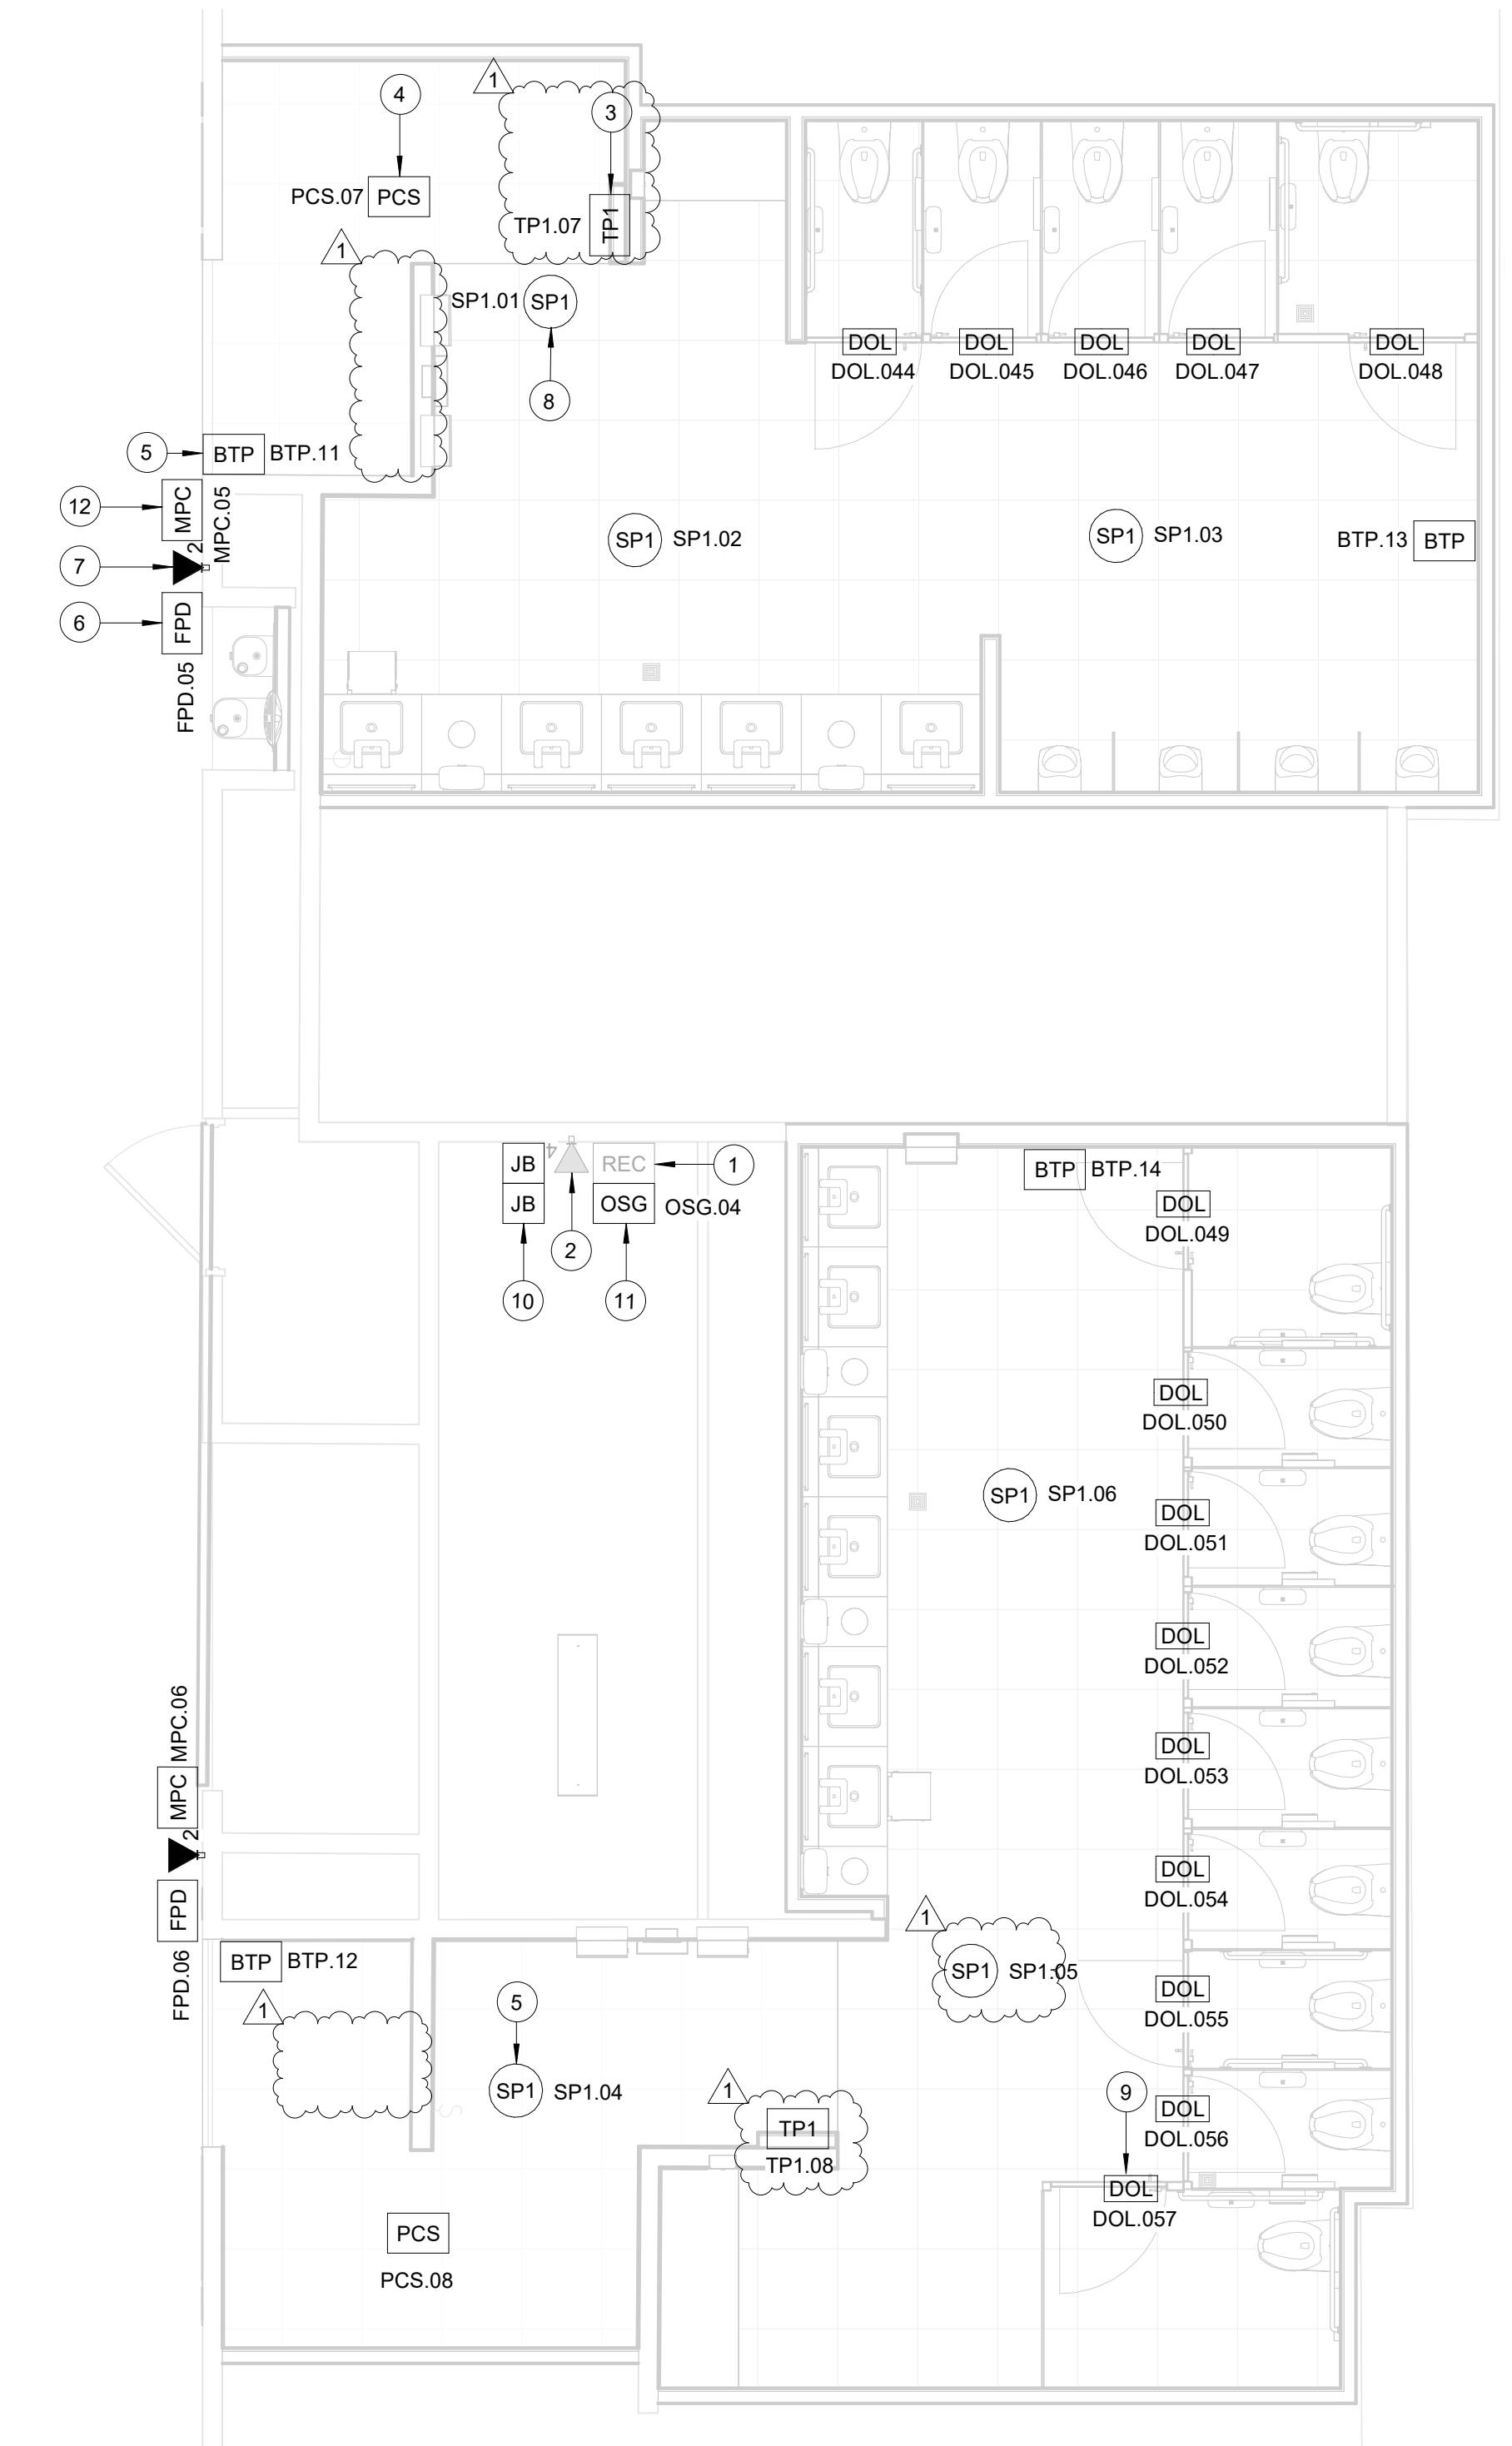 1
4
3
PCS.07 PCS
TP1.07 TP1
1
SP1.01 SP1
8
DOL DOL DOL DOL DOL
DOL.044 DOL.045 DOL.046 DOL.047 DOL.048
5 BTP BTP.11
12 MPC MPC.05
7 2
6 FPD
FPD.05
SP1 SP1.02
SP1 SP1.03
BTP.13 BTP
JB 4 REC 1
JB OSG OSG.04
2
10 11
BTP BTP.14
DOL
DOL.049
DOL
DOL.050
SP1 SP1.06
DOL
DOL.051
DOL
DOL.052
DOL
DOL.053
DOL
DOL.054
MPC.06
MPC
2
FPD
FPD.06
BTP BTP.12
1
1
SP1 SP1.05
DOL
DOL.055
5
SP1 SP1.04
1
TP1
TP1.08
9
DOL
DOL.056
DOL
DOL.057
PCS
PCS.08